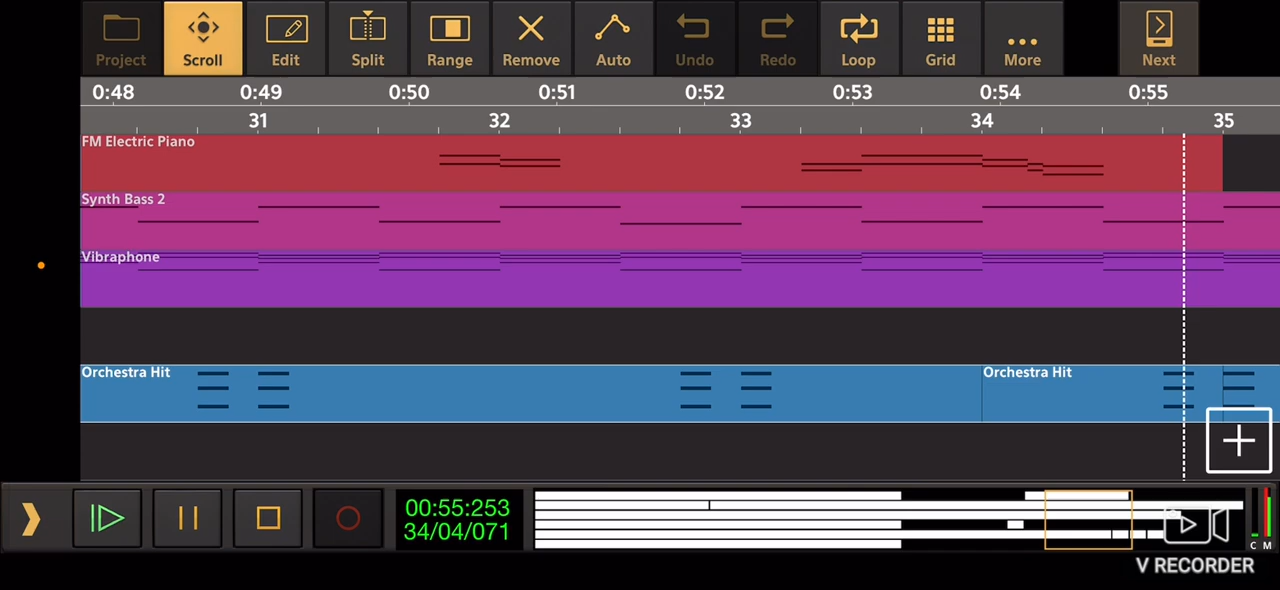 Project Scroll Edit Split Range Remove Auto Undo Redo Loop Grid More Next
0:48 0:49 0:50 0:51 0:52 0:53 0:54 0:55
31 32 33 34 35
FM Electric Piano
Synth Bass 2
Vibraphone
Orchestra Hit Orchestra Hit
00:55:253
34/04/071
C M
V RECORDER